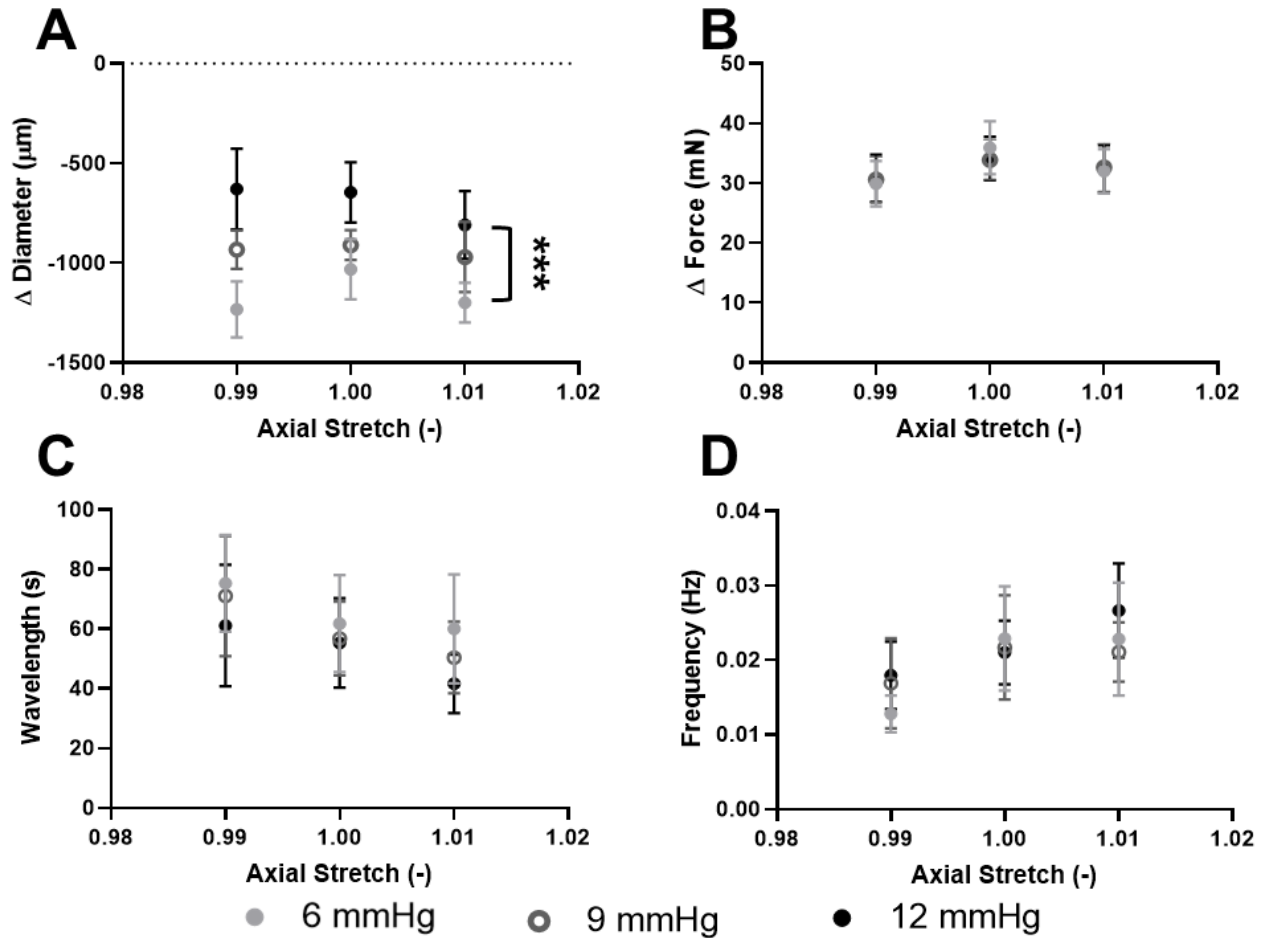 A
B
Δ Diameter (μm)
0
-500
-1000
-1500
***
0.98
0.99
1.00
1.01
1.02
Axial Stretch (-)
Δ Force (mN)
50
40
30
20
10
0
0.98
0.99
1.00
1.01
1.02
Axial Stretch (-)
C
D
Wavelength (s)
100
80
60
40
20
0
0.98
0.99
1.00
1.01
1.02
Axial Stretch (-)
Frequency (Hz)
0.04
0.03
0.02
0.01
0.00
0.98
0.99
1.00
1.01
1.02
Axial Stretch (-)
6 mmHg
9 mmHg
12 mmHg